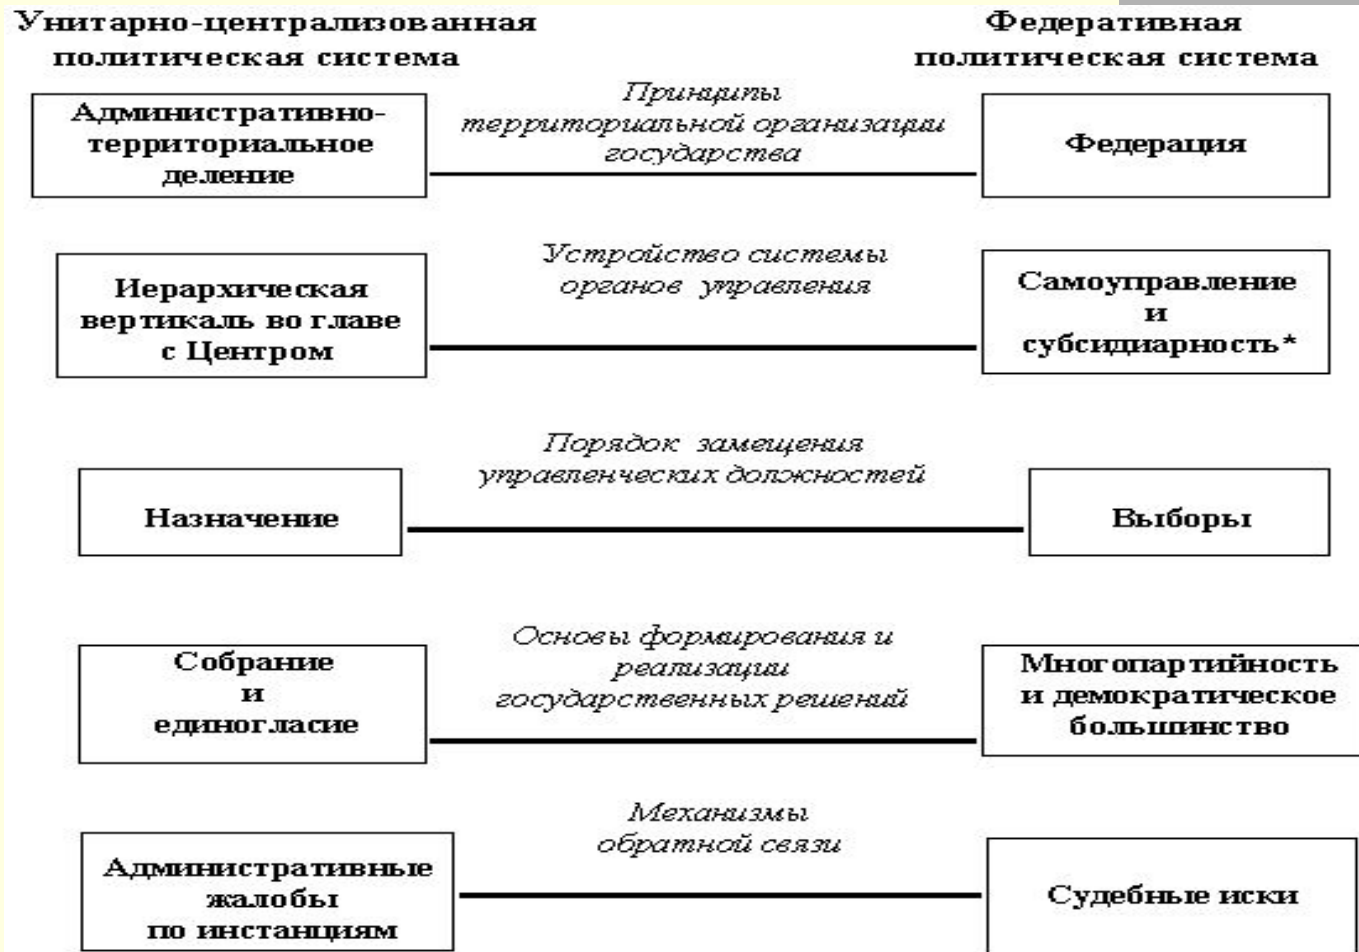 Унитарно-централизованная
политическая система
Федеративная
политическая система
Административно-
территориальное
деление
Принципы
территориальной организации
государства
Федерация
Иерархическая
вертикаль во главе
с Центром
Устройство системы
органов управления
Самоуправление
и
субсидиарность*
Назначение
Порядок замещения
управленческих должностей
Выборы
Собрание
и
единогласие
Основы формирования и
реализации
государственных решений
Многопартийность
и демократическое
большинство
Административные
жалобы
по инстанциям
Механизмы
обратной связи
Судебные иски